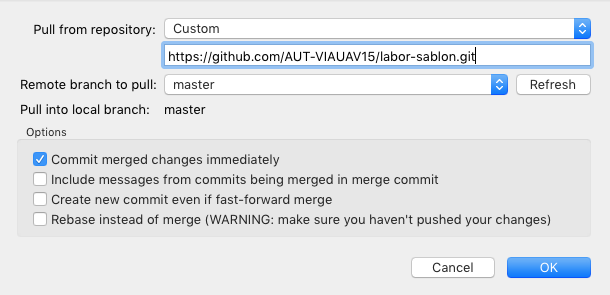 Pull from repository: Custom
https://github.com/AUT-VIAUAV15/labor-sablon.git
Remote branch to pull: master Refresh
Pull into local branch: master
Options
Commit merged changes immediately
Include messages from commits being merged in merge commit
Create new commit even if fast-forward merge
Rebase instead of merge (WARNING: make sure you haven't pushed your changes)
Cancel OK